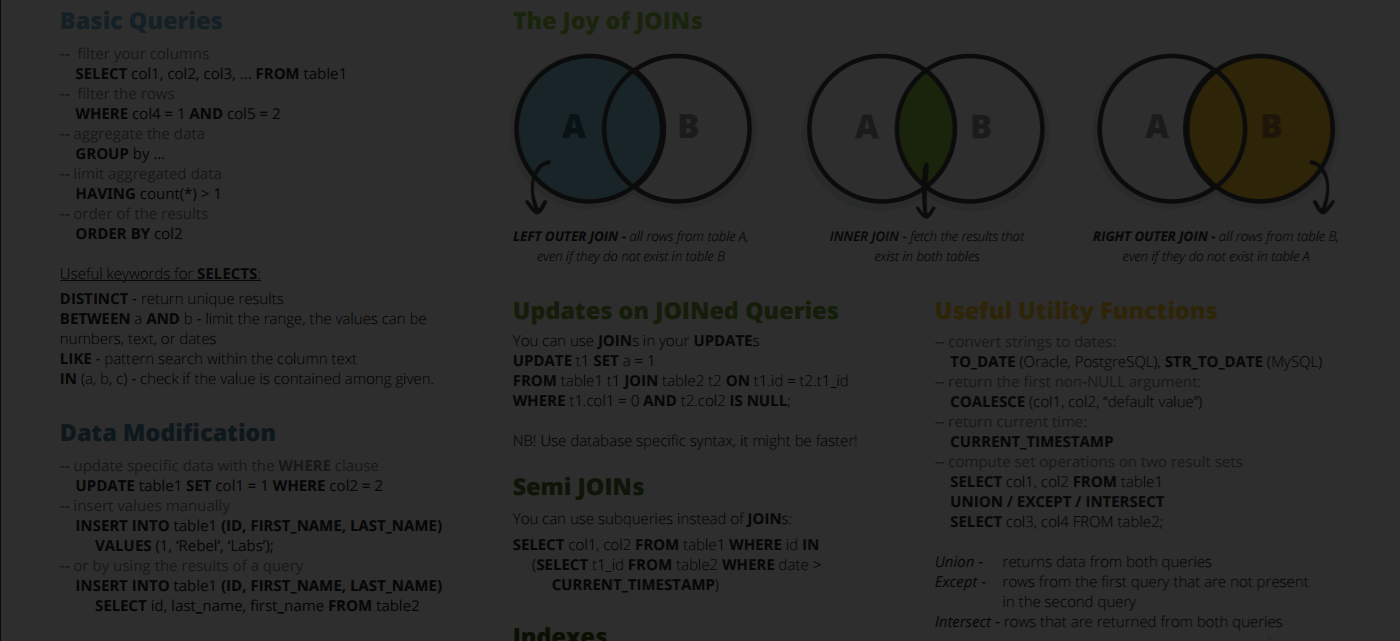 Basic Queries
-- filter your columns
SELECT col1, col2, col3, ... FROM table1
-- filter the rows
WHERE col4 = 1 AND col5 = 2
-- aggregate the data
GROUP by ...
-- limit aggregated data
HAVING count(*) > 1
-- order of the results
ORDER BY col2
Useful keywords for SELECTS:
DISTINCT - return unique results
BETWEEN a AND b - limit the range, the values can be
numbers, text, or dates
LIKE - pattern search within the column text
IN (a, b, c) - check if the value is contained among given.
Data Modification
-- update specific data with the WHERE clause
UPDATE table1 SET col1 = 1 WHERE col2 = 2
-- insert values manually
INSERT INTO table1 (ID, FIRST_NAME, LAST_NAME)
VALUES (1, ‘Rebel’, ‘Labs’);
-- or by using the results of a query
INSERT INTO table1 (ID, FIRST_NAME, LAST_NAME)
SELECT id, last_name, first_name FROM table2
The Joy of JOINs
A B
A B
A B
LEFT OUTER JOIN - all rows from table A,
even if they do not exist in table B
INNER JOIN - fetch the results that
exist in both tables
RIGHT OUTER JOIN - all rows from table B,
even if they do not exist in table A
Updates on JOINed Queries
You can use JOINs in your UPDATEs
UPDATE t1 SET a = 1
FROM table1 t1 JOIN table2 t2 ON t1.id = t2.t1_id
WHERE t1.col1 = 0 AND t2.col2 IS NULL;
NB! Use database specific syntax, it might be faster!
Semi JOINs
You can use subqueries instead of JOINs:
SELECT col1, col2 FROM table1 WHERE id IN
(SELECT t1_id FROM table2 WHERE date >
CURRENT_TIMESTAMP)
Indexes
Useful Utility Functions
-- convert strings to dates:
TO_DATE (Oracle, PostgreSQL), STR_TO_DATE (MySQL)
-- return the first non-NULL argument:
COALESCE (col1, col2, “default value”)
-- return current time:
CURRENT_TIMESTAMP
-- compute set operations on two result sets
SELECT col1, col2 FROM table1
UNION / EXCEPT / INTERSECT
SELECT col3, col4 FROM table2;
Union - returns data from both queries
Except - rows from the first query that are not present
in the second query
Intersect - rows that are returned from both queries